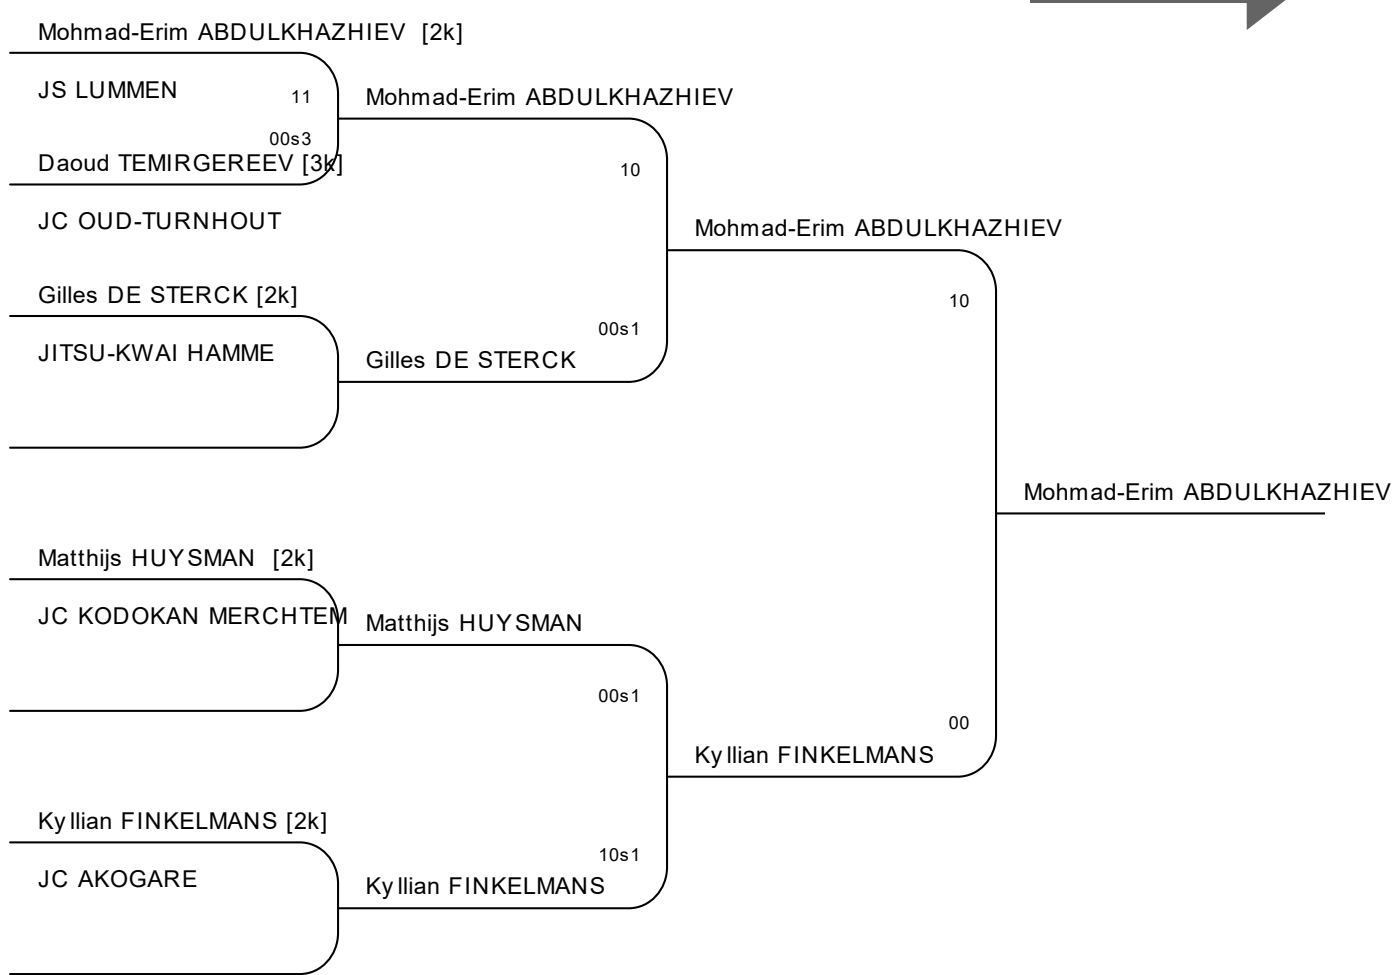 Mohmad-Erim ABDULKHAZHIEV [2k]
JS LUMMEN
11
Mohmad-Erim ABDULKHAZHIEV
00s3
Daoud TEMIRGEREEV [3k]
10
JC OUD-TURNHOUT
Mohmad-Erim ABDULKHAZHIEV
Gilles DE STERCK [2k]
10
00s1
JITSU-KWAI HAMME
Gilles DE STERCK
Mohmad-Erim ABDULKHAZHIEV
Matthijs HUYSMAN [2k]
JC KODOKAN MERCHTEM
Matthijs HUYSMAN
00s1
00
Kyllian FINKELMANS
Kyllian FINKELMANS [2k]
10s1
JC AKOGARE
Kyllian FINKELMANS